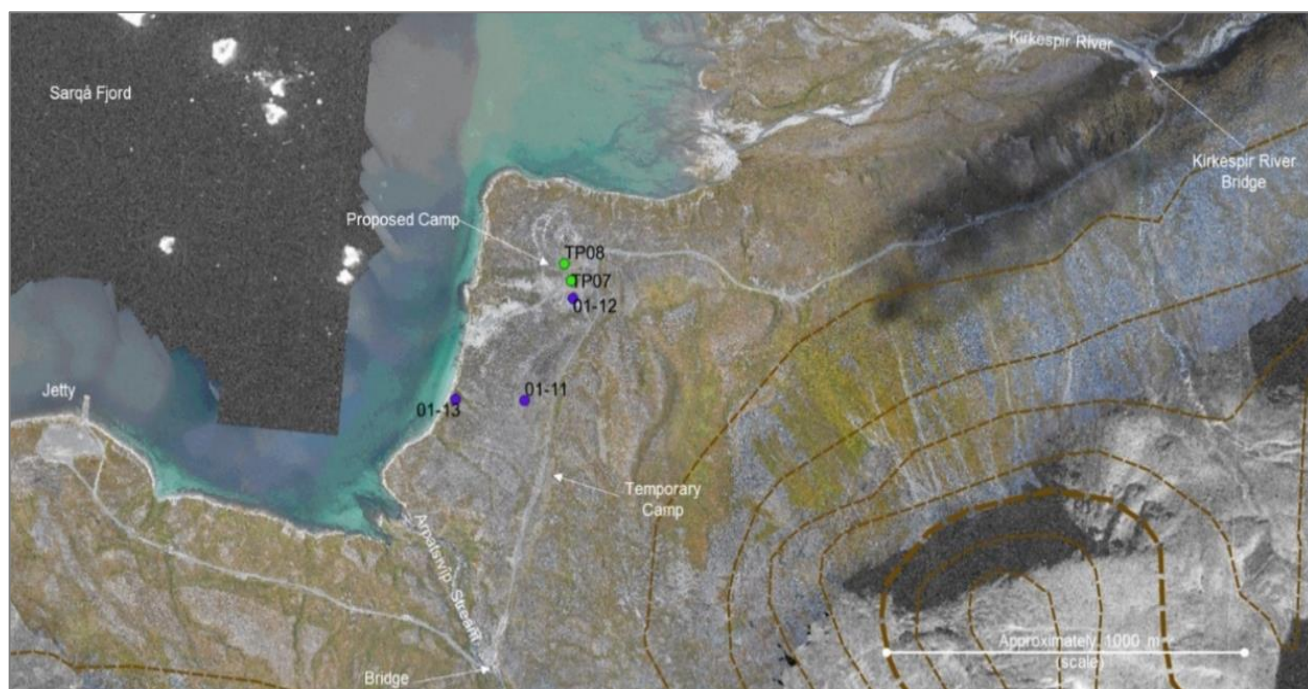 Kirkespir River
Sarqâ Fjord
Kirkespir River
Bridge
Proposed Camp
TP08
TP07
01-12
Jetty
01-11
01-13
Temporary
Camp
Arpatsivip Stream
Approximately 1000 m
(scale)
Bridge